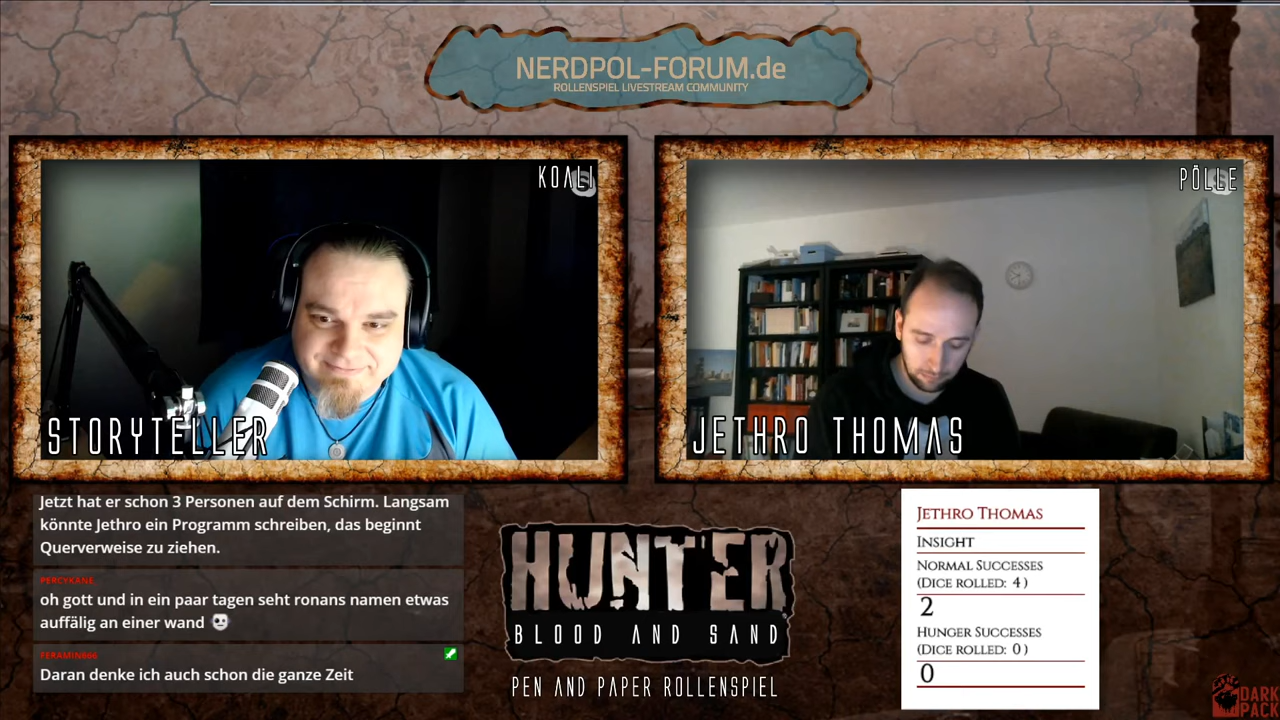 NERDPOL-FORUM.de
ROLLENSPIEL LIVESTREAM COMMUNITY
KOALI
PÖLLE
STORYTELLER
JETHRO THOMAS
Jetzt hat er schon 3 Personen auf dem Schirm. Langsam
könnte Jethro ein Programm schreiben, das beginnt
Querverweise zu ziehen.
PERCYKANE
oh gott und in ein paar tagen seht ronans namen etwas
auffälig an einer wand 💀
FERAMIN666
Daran denke ich auch schon die ganze Zeit
HUNTER
BLOOD AND SAND
PEN AND PAPER ROLLENSPIEL
JETHRO THOMAS
INSIGHT
NORMAL SUCCESSES
(DICE ROLLED: 4)
2
HUNGER SUCCESSES
(DICE ROLLED: 0)
0
DARK
PACK